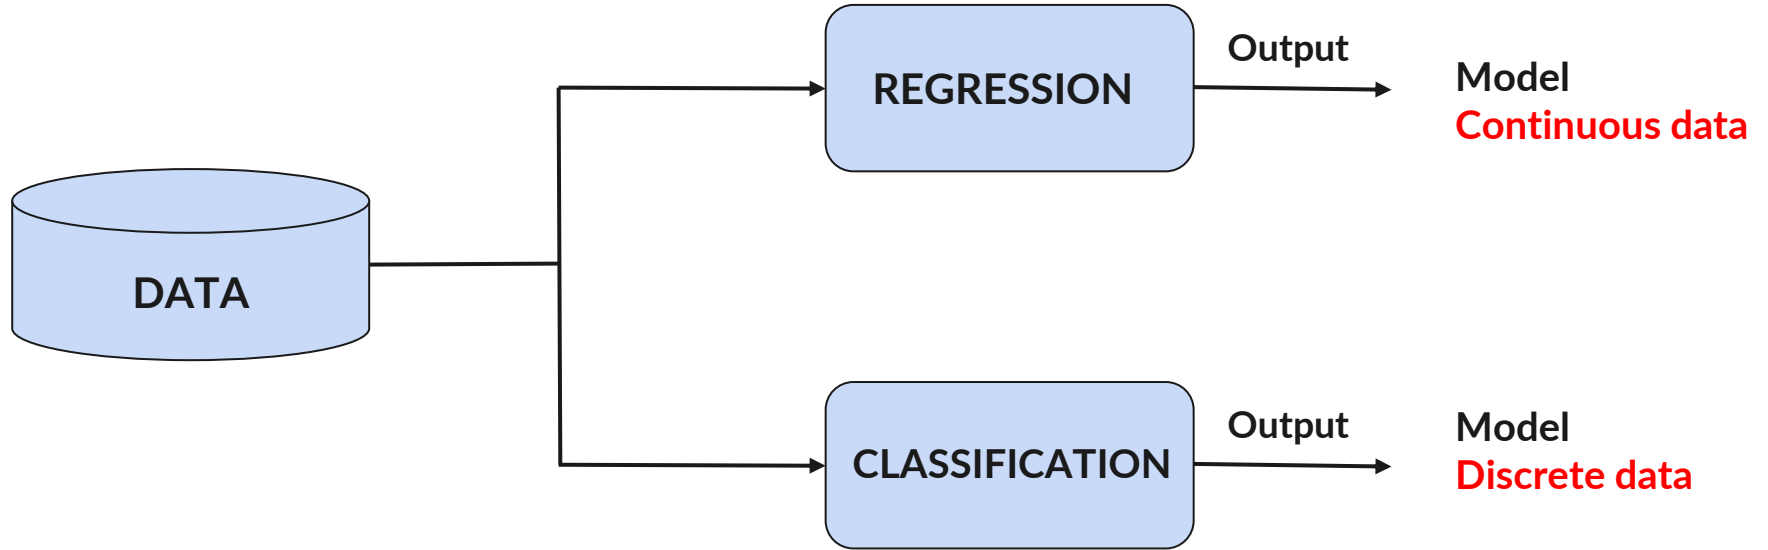 DATA
REGRESSION
Output
Model
Continuous data
CLASSIFICATION
Output
Model
Discrete data